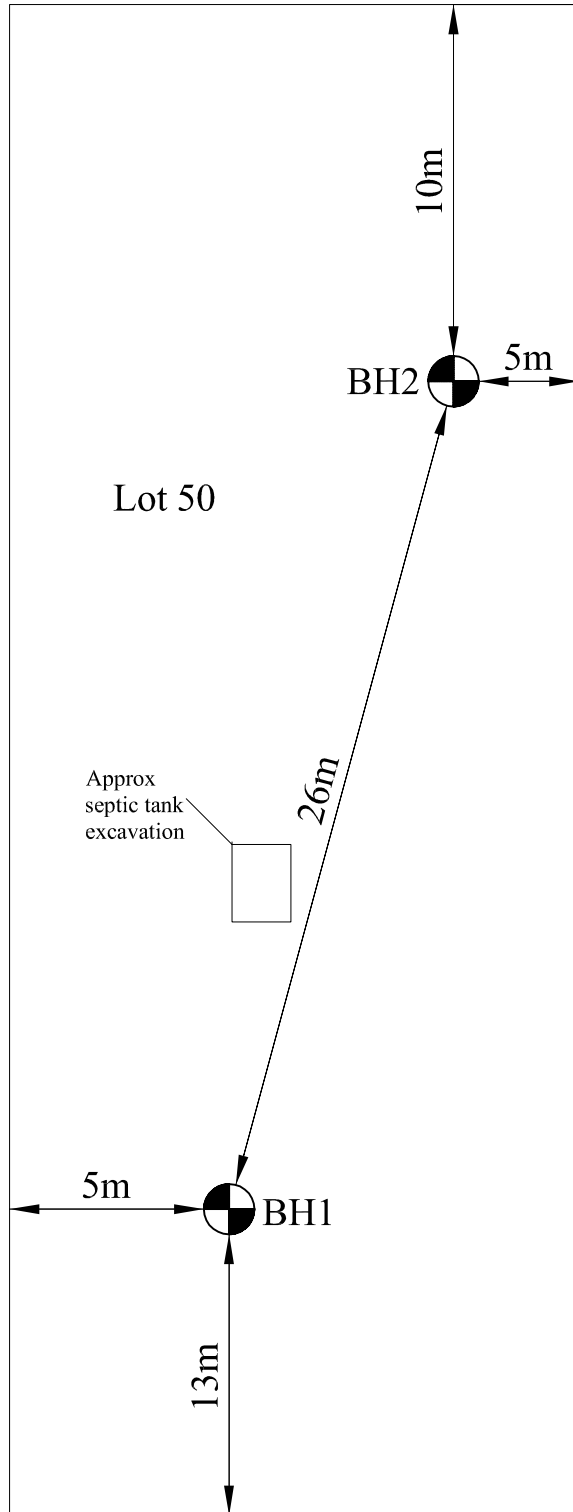 10m
5m
BH2
Lot 50
26m
Approx
septic tank
excavation
5m
BH1
13m